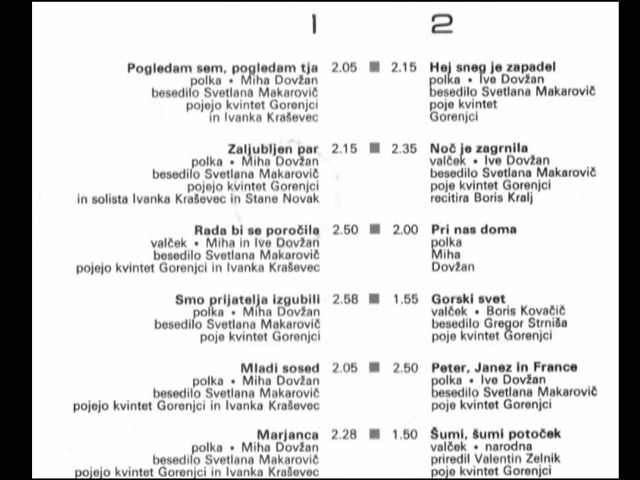 1
Pogledam sem, pogledam tja 2.05
polka • Miha Dovžan
besedilo Svetlana Makarovič
pojejo kvintet Gorenjci
in Ivanka Kraševec
Zaljubljen par 2.15
polka • Miha Dovžan
besedilo Svetlana Makarovič
pojejo kvintet Gorenjci
in solista Ivanka Kraševec in Stane Novak
Rada bi se poročila 2.50
valček • Miha in Ive Dovžan
besedilo Svetlana Makarovič
pojejo kvintet Gorenjci in Ivanka Kraševec
Smo prijatelja izgubili 2.58
polka • Miha Dovžan
besedilo Svetlana Makarovič
poje kvintet Gorenjci
Mladi sosed 2.05
polka • Miha Dovžan
besedilo Svetlana Makarovič
pojejo kvintet Gorenjci in Ivanka Kraševec
Marjanca 2.28
polka • Miha Dovžan
besedilo Svetlana Makarovič
pojejo kvintet Gorenjci in Ivanka Kraševec
2
2.15 Hej sneg je zapadel
polka • Ive Dovžan
besedilo Svetlana Makarovič
poje kvintet
Gorenjci
2.35 Noč je zagrnila
valček • Ive Dovžan
besedilo Svetlana Makarovič
poje kvintet Gorenjci
recitira Boris Kralj
2.00 Pri nas doma
polka
Miha
Dovžan
1.55 Gorski svet
valček • Boris Kovačič
besedilo Gregor Strniša
poje kvintet Gorenjci
2.50 Peter, Janez in France
polka • Ive Dovžan
besedilo Svetlana Makarovič
poje kvintet Gorenjci
1.50 Šumi, šumi potoček
valček • narodna
priredil Valentin Zelnik
poje kvintet Gorenjci